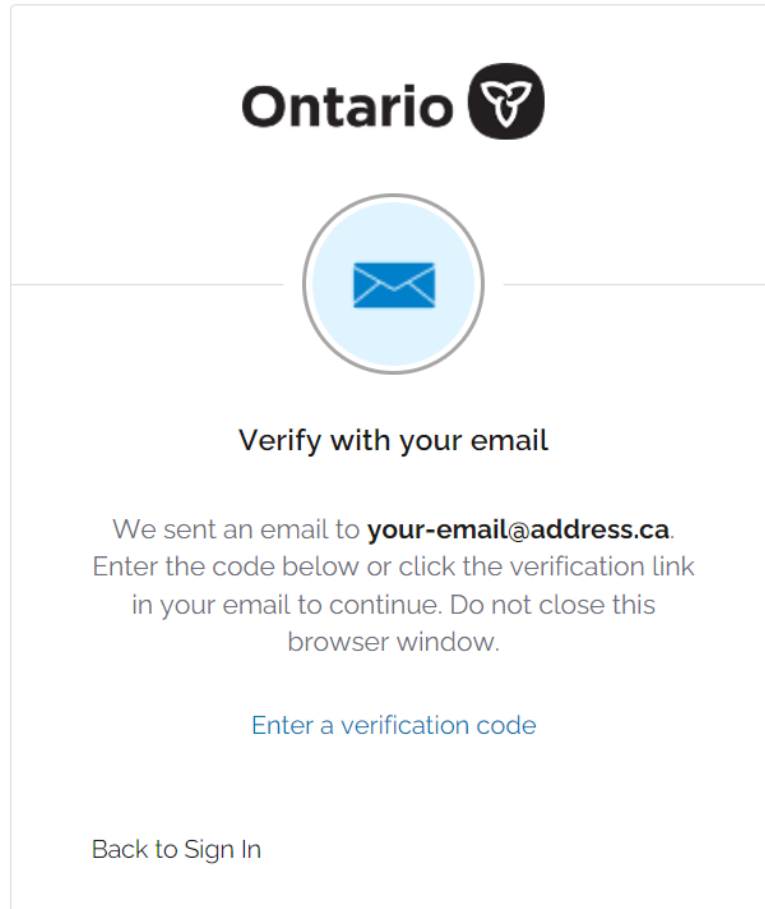 Ontario
Verify with your email
We sent an email to your-email@address.ca.
Enter the code below or click the verification link
in your email to continue. Do not close this
browser window.
Enter a verification code
Back to Sign In